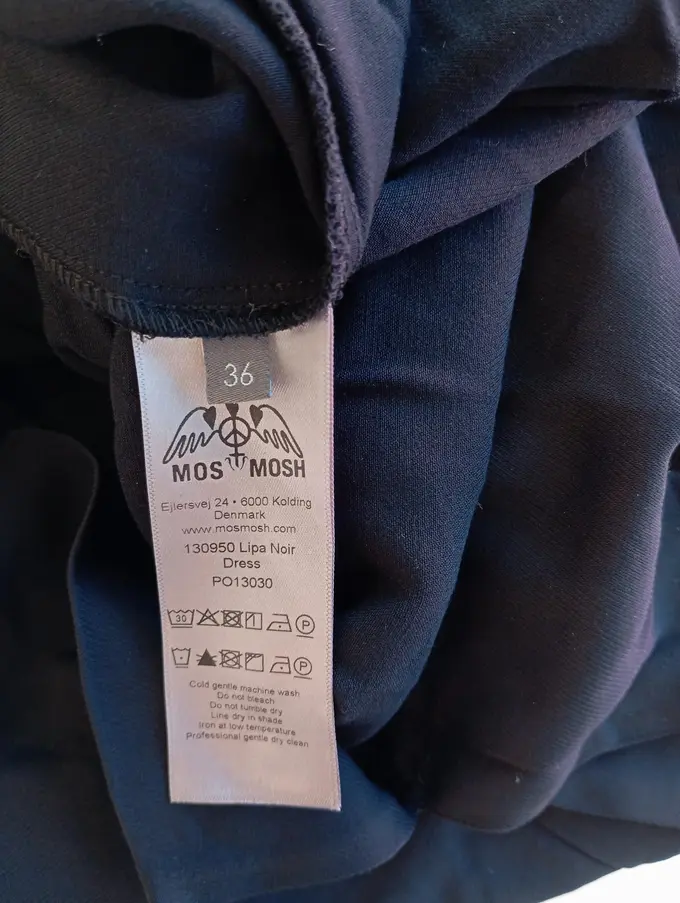 36
MOS MOSH
Ejlersvej 24 • 6000 Kolding
Denmark
www.mosmosh.com
130950 Lipa Noir
Dress
PO13030
30 P
P
Cold gentle machine wash
Do not bleach
Do not tumble dry
Line dry in shade
Iron at low temperature
Professional gentle dry clean